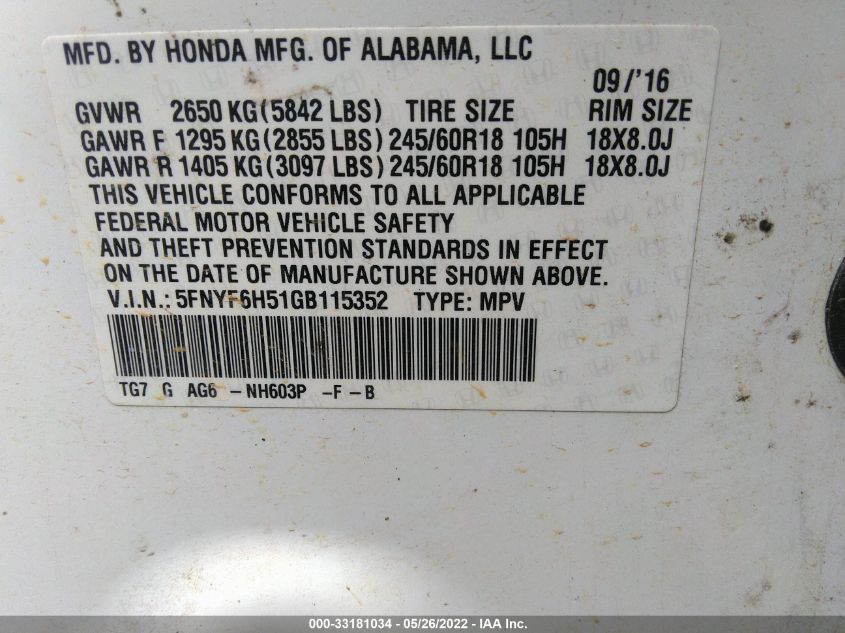 MFD. BY HONDA MFG. OF ALABAMA, LLC
09/'16
GVWR 2650 KG(5842 LBS) TIRE SIZE RIM SIZE
GAWR F 1295 KG(2855 LBS) 245/60R18 105H 18X8.0J
GAWR R 1405 KG(3097 LBS) 245/60R18 105H 18X8.0J
THIS VEHICLE CONFORMS TO ALL APPLICABLE
FEDERAL MOTOR VEHICLE SAFETY
AND THEFT PREVENTION STANDARDS IN EFFECT
ON THE DATE OF MANUFACTURE SHOWN ABOVE.
V.I.N.: 5FNYF6H51GB115352 TYPE: MPV
TG7 G AG6 -NH603P -F-B
000-33181034 - 05/26/2022 - IAA Inc.